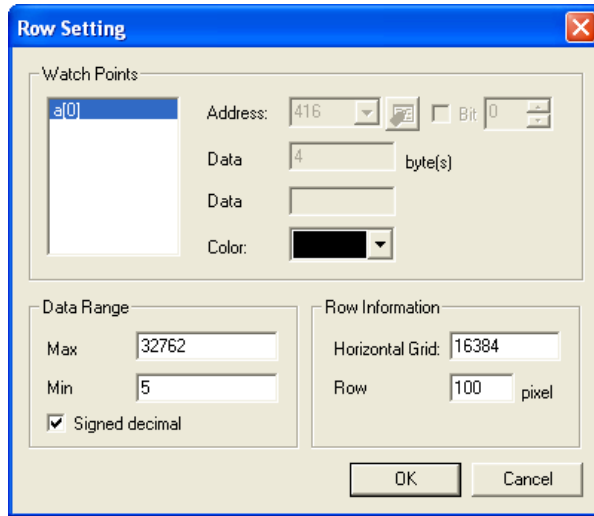 Row Setting
Watch Points
a[0]
Address: 416 Bit 0
Data 4 byte(s)
Data
Color:
Data Range
Max 32762
Min 5
Signed decimal
Row Information
Horizontal Grid: 16384
Row 100 pixel
OK Cancel